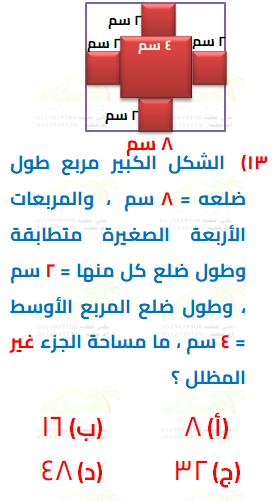 ٢ سم
٢ سم
٤ سم
٢ سم
٢ سم
٨ سم
١٣) الشكل الكبير مربع طول
ضلعه = ٨ سم ، والمربعات
الأربعة الصغيرة متطابقة
وطول ضلع كل منها = ٢ سم
، وطول ضلع المربع الأوسط
= ٤ سم ، ما مساحة الجزء غير
المظلل ؟
(أ) ٨
(ب) ١٦
(ج) ٣٢
(د) ٤٨